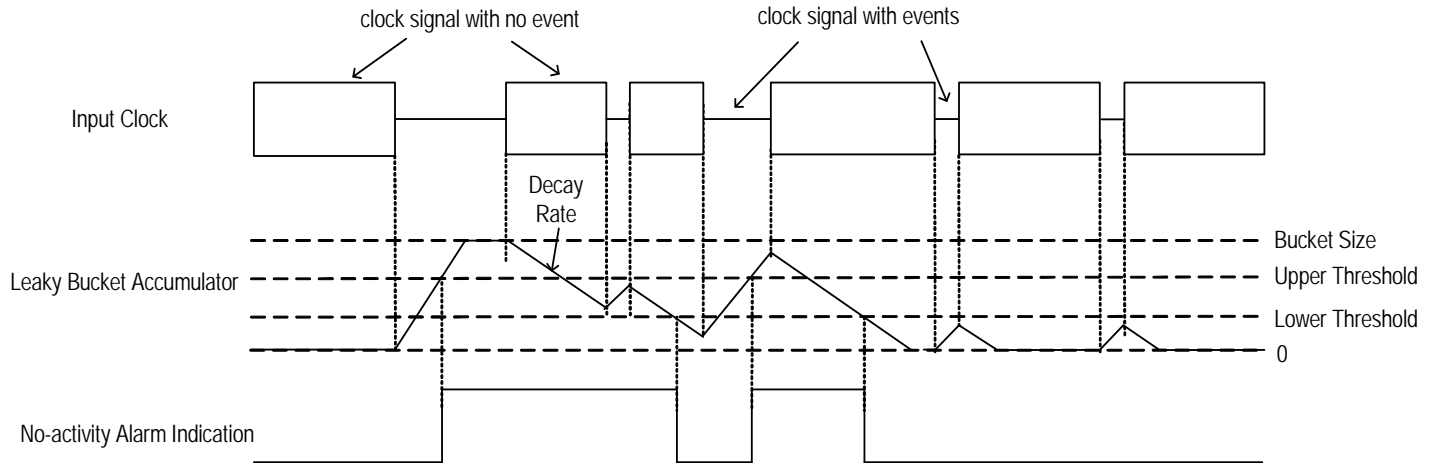 clock signal with no event
clock signal with events
Input Clock
Decay
Rate
Bucket Size
Leaky Bucket Accumulator
Upper Threshold
Lower Threshold
0
No-activity Alarm Indication